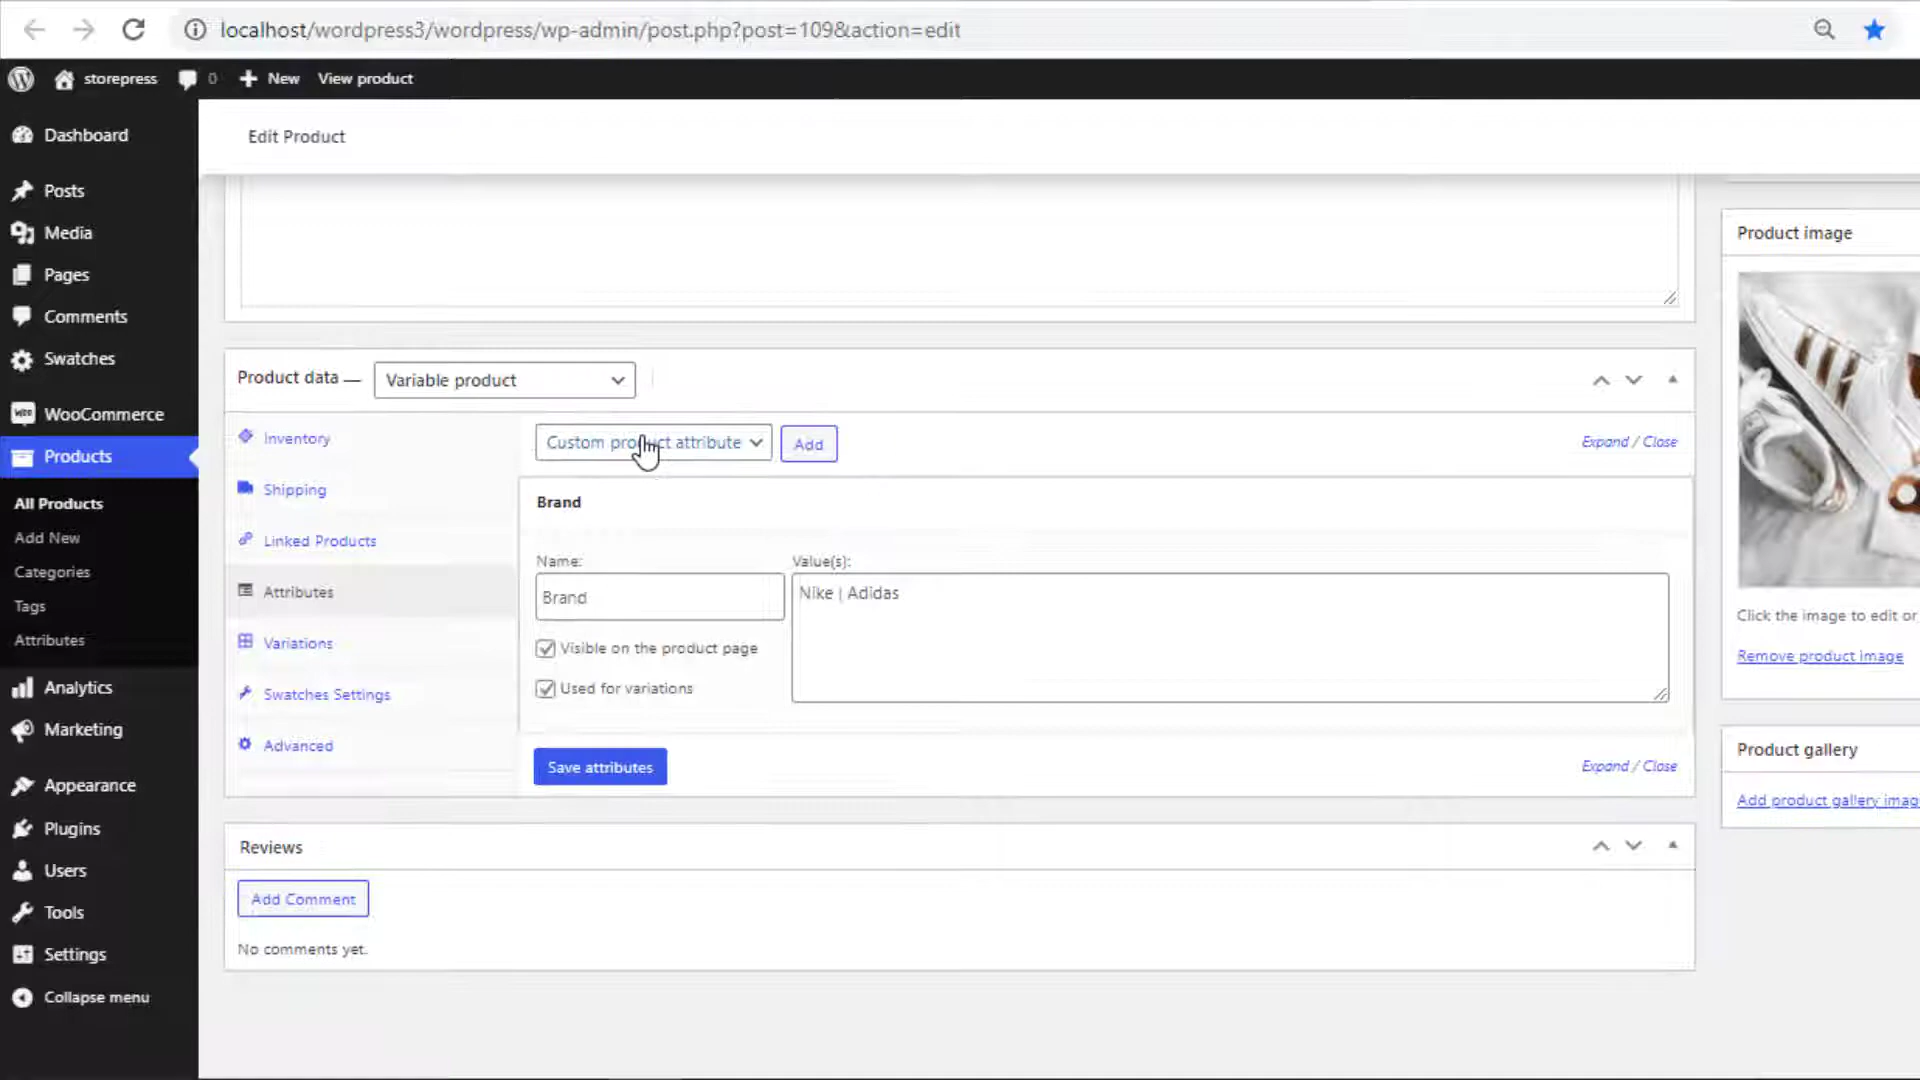 localhost/wordpress3/wordpress/wp-admin/post.php?post=109&action=edit
storepress
0
New
View product
Dashboard
Posts
Media
Pages
Comments
Swatches
WooCommerce
Products
All Products
Add New
Categories
Tags
Attributes
Analytics
Marketing
Appearance
Plugins
Users
Tools
Settings
Collapse menu
Edit Product
Product data — Variable product
Inventory
Shipping
Linked Products
Attributes
Variations
Swatches Settings
Advanced
Custom product attribute
Add
Expand / Close
Brand
Name:
Value(s):
Brand
Nike | Adidas
Visible on the product page
Used for variations
Save attributes
Expand / Close
Reviews
Add Comment
No comments yet.
Product image
Click the image to edit or
Remove product image
Product gallery
Add product gallery imag